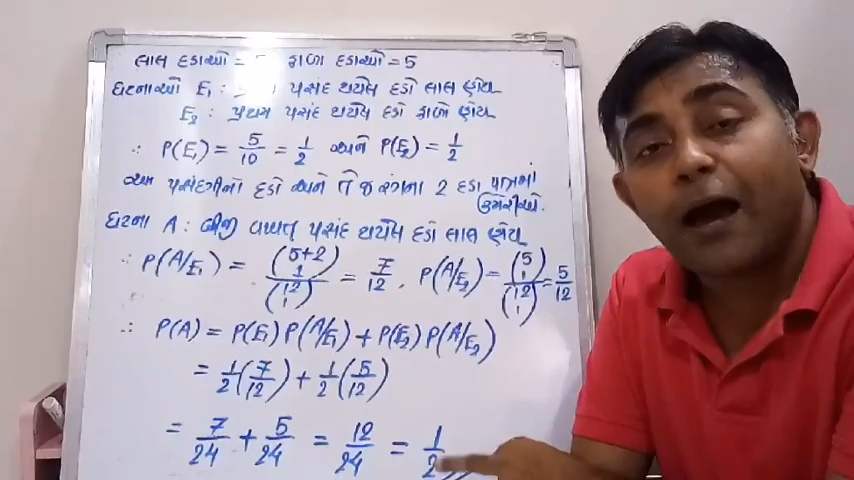 લાલ દડાઓ = 5 કાળા દડાઓ = 5
ઘટનાઓ E₁ : પસંદ થયેલ દડો લાલ હોય
E₂ : પ્રથમ પસંદ થયેલ દડો કાળો હોય
∴ P(E₁) = 5/10 = 1/2 અને P(E₂) = 1/2
આ પસંદગીનો દડો અને તે જ રંગના 2 દડા પાત્રમાં ઉમેરીઓ.
ઘટના A : બીજી વખત પસંદ થયેલ દડો લાલ હોય
∴ P(A/E₁) = (5+2 1)/(12 1) = 7/12 . P(A/E₂) = (5 1)/(12 1) = 5/12
∴ P(A) = P(E₁) P(A/E₁) + P(E₂) P(A/E₂)
= 1/2 (7/12) + 1/2 (5/12)
= 7/24 + 5/24 = 12/24 = 1/2